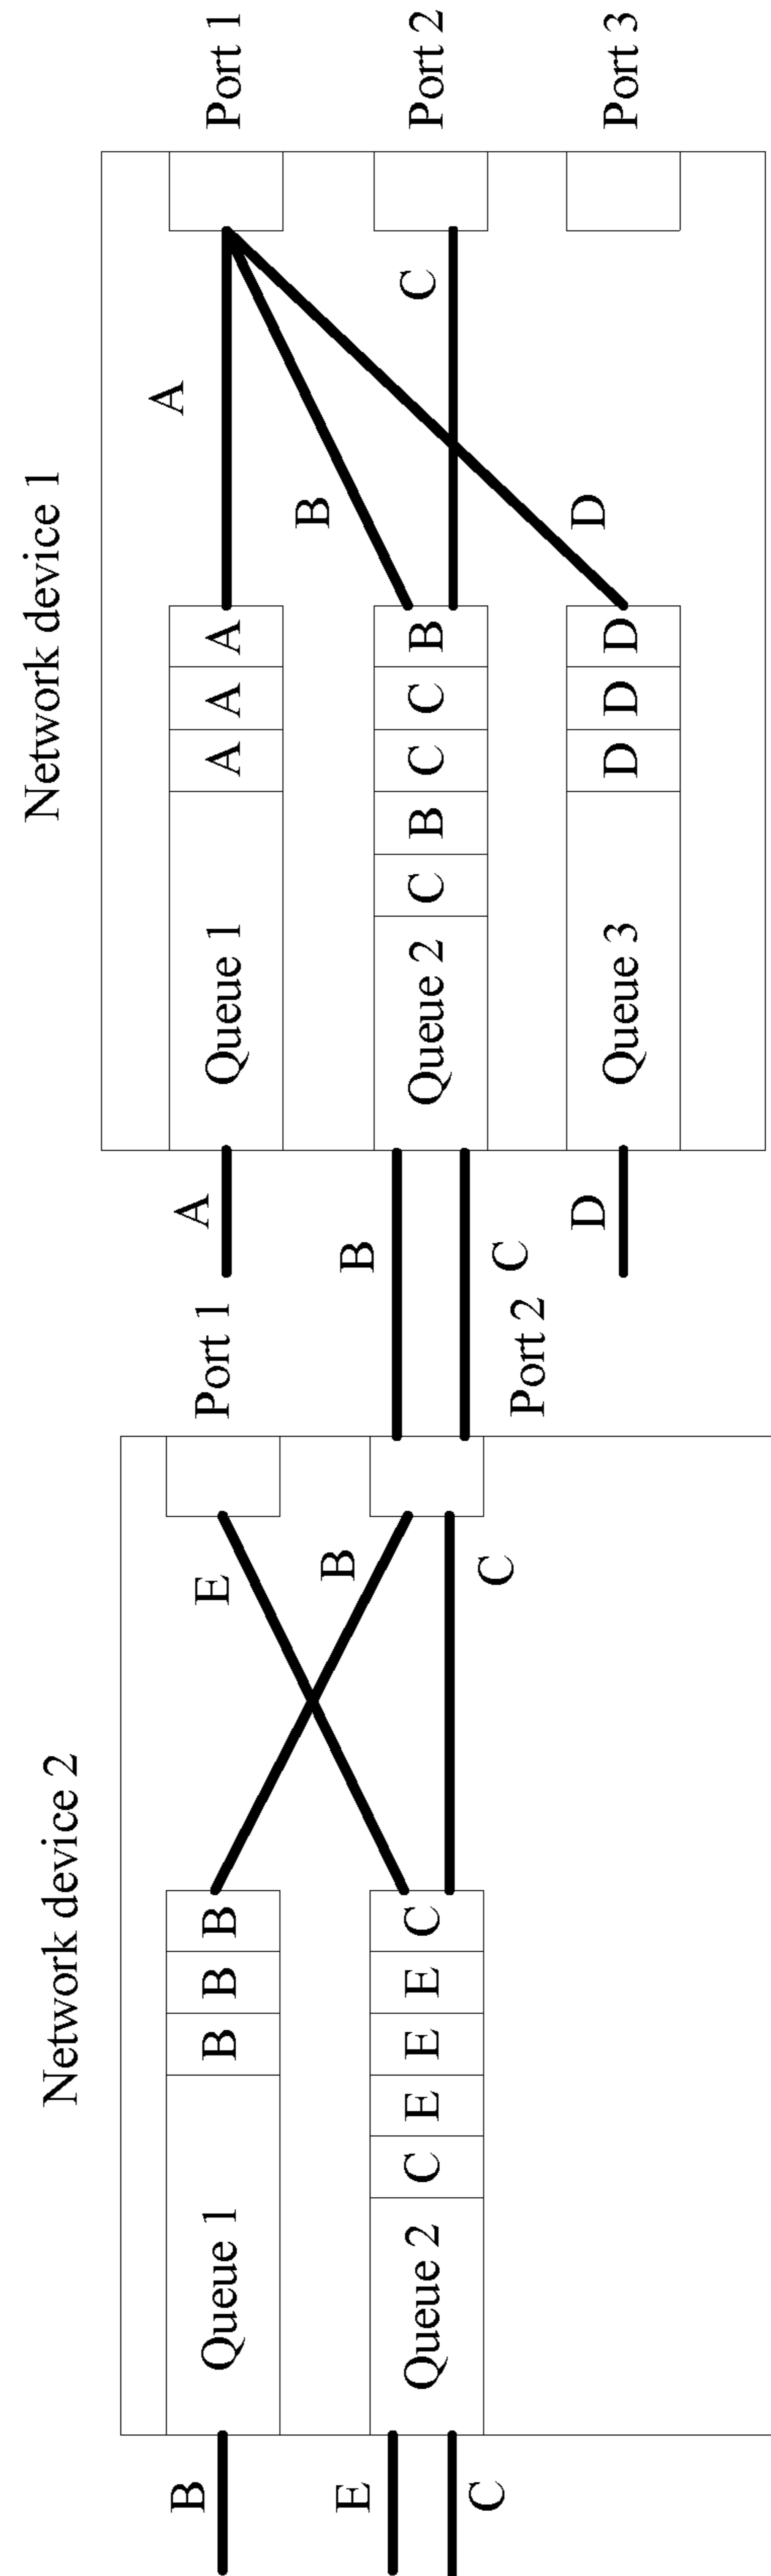 Network device 2
B
Queue 1
B B B
E
Port 1
B
E
Queue 2
C E E E C
C
C
Port 2
Network device 1
A
Queue 1
A A A
A
Port 1
B
B
Queue 2
C B C C B
C
Port 2
C
D
Queue 3
D D D
D
Port 3